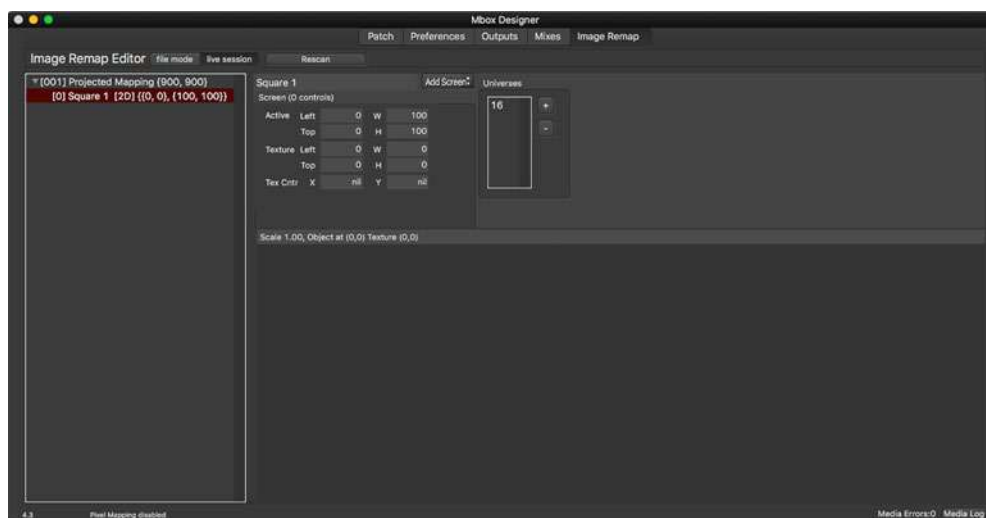 Mbox Designer
Patch Preferences Outputs Mixes Image Remap
Image Remap Editor file mode live session Rescan
[001] Projected Mapping {900, 900}
[0] Square 1 [2D] {{0, 0}, {100, 100}}
Square 1 Add Screen
Screen (0 controls)
Active Left 0 W 100
Top 0 H 100
Texture Left 0 W 0
Top 0 H 0
Tex Cntr X nil Y nil
Universes
16
+
-
Scale 1.00, Object at (0,0) Texture (0,0)
4.3 Pixel Mapping disabled Media Errors:0 Media Log